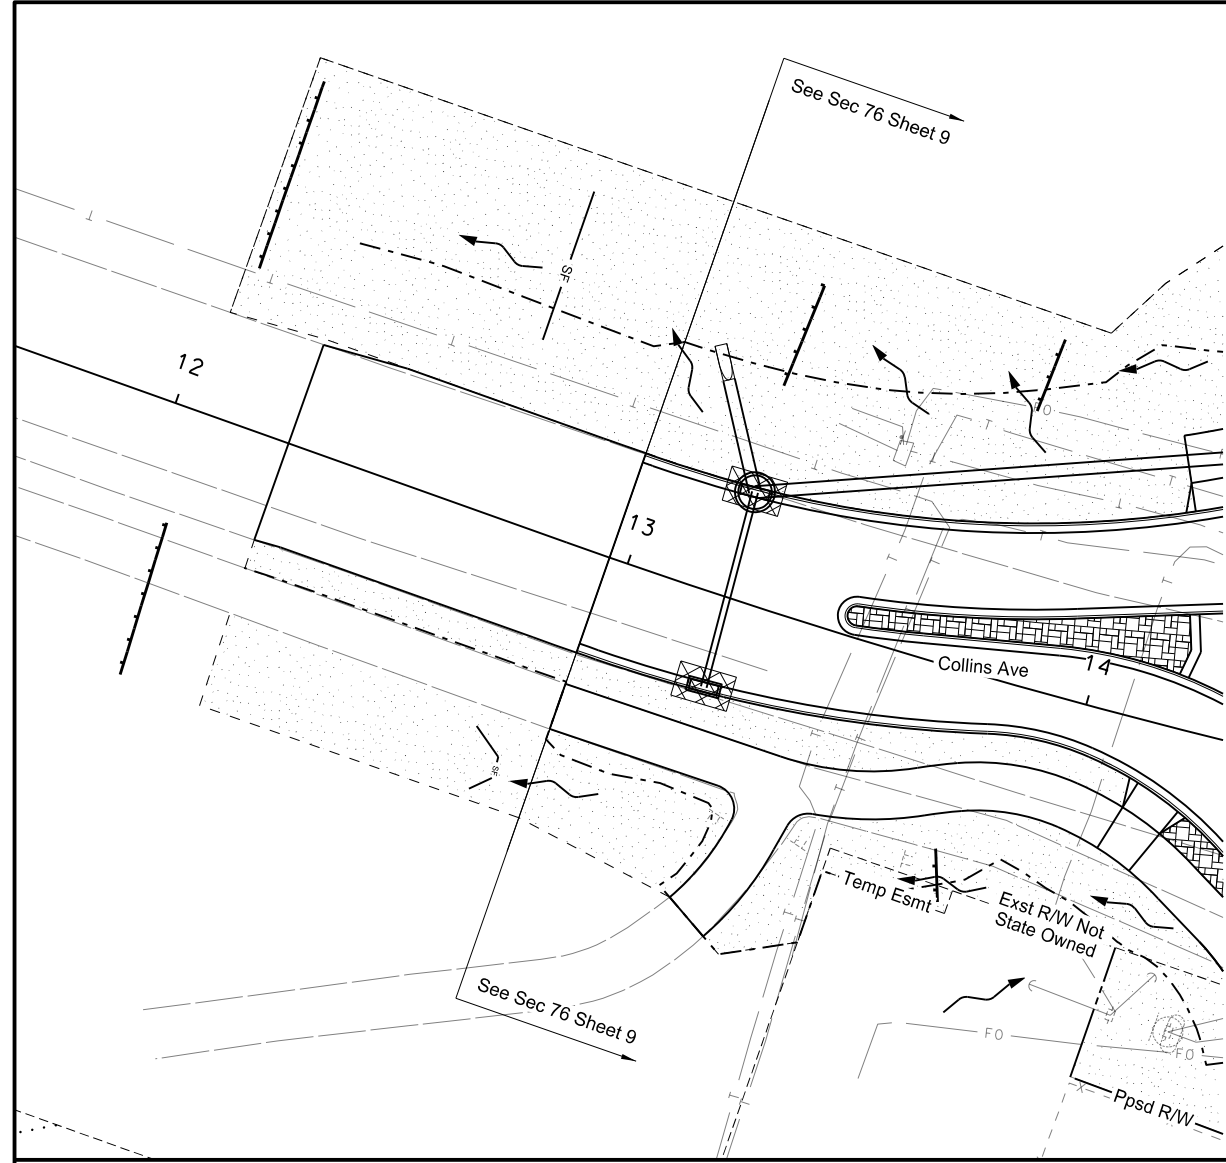 See Sec 76 Sheet 9
SF
12
FO
13
Collins Ave
14
SF
Temp Esmt
Exst R/W Not
State Owned
See Sec 76 Sheet 9
FO
FO
Ppsd R/W